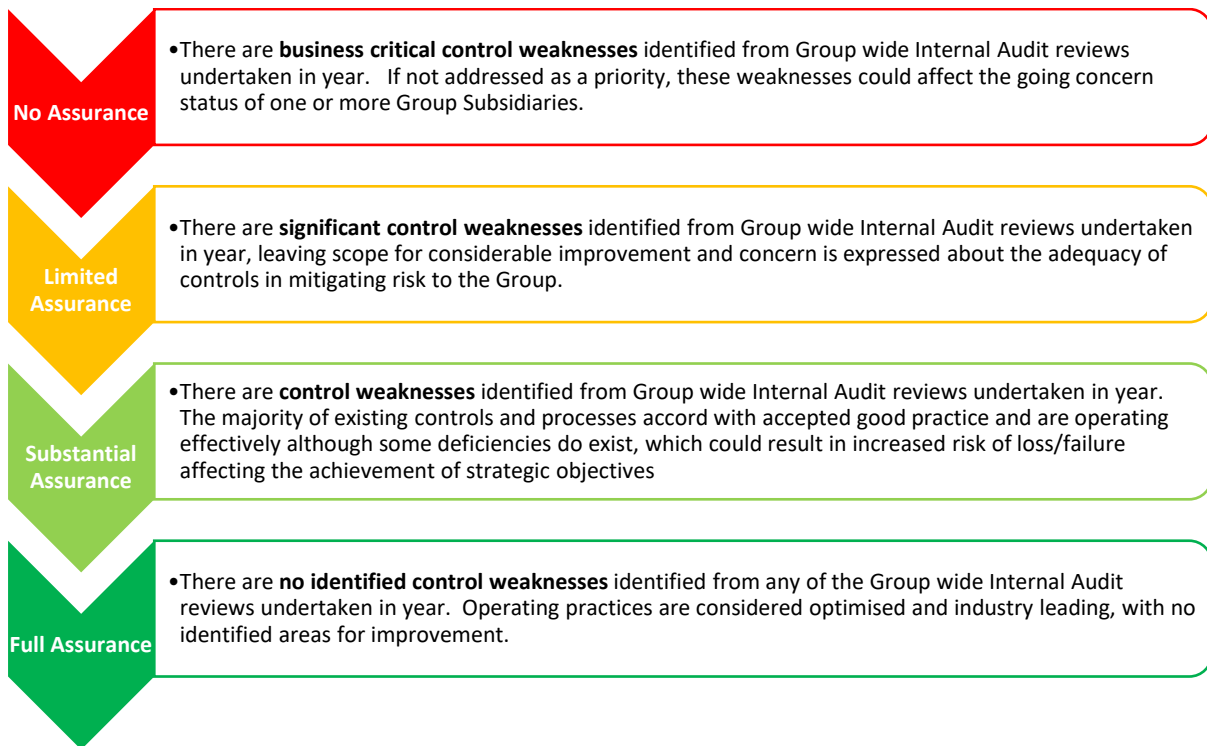 •There are business critical control weaknesses identified from Group wide Internal Audit reviews
undertaken in year.   If not addressed as a priority, these weaknesses could affect the going concern
status of one or more Group Subsidiaries.
No Assurance
•There are significant control weaknesses identified from Group wide Internal Audit reviews undertaken
in year, leaving scope for considerable improvement and concern is expressed about the adequacy of
controls in mitigating risk to the Group.
Limited
Assurance
•There are control weaknesses identified from Group wide Internal Audit reviews undertaken in year.
The majority of existing controls and processes accord with accepted good practice and are operating
effectively although some deficiencies do exist, which could result in increased risk of loss/failure
affecting the achievement of strategic objectives
Substantial
Assurance
•There are no identified control weaknesses identified from any of the Group wide Internal Audit
reviews undertaken in year.  Operating practices are considered optimised and industry leading, with no
identified areas for improvement.
Full Assurance